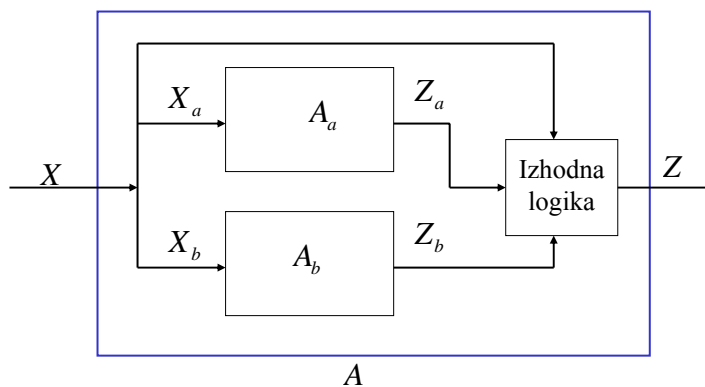 X
X_a
A_a
Z_a
X_b
A_b
Z_b
Izhodna
logika
Z
A